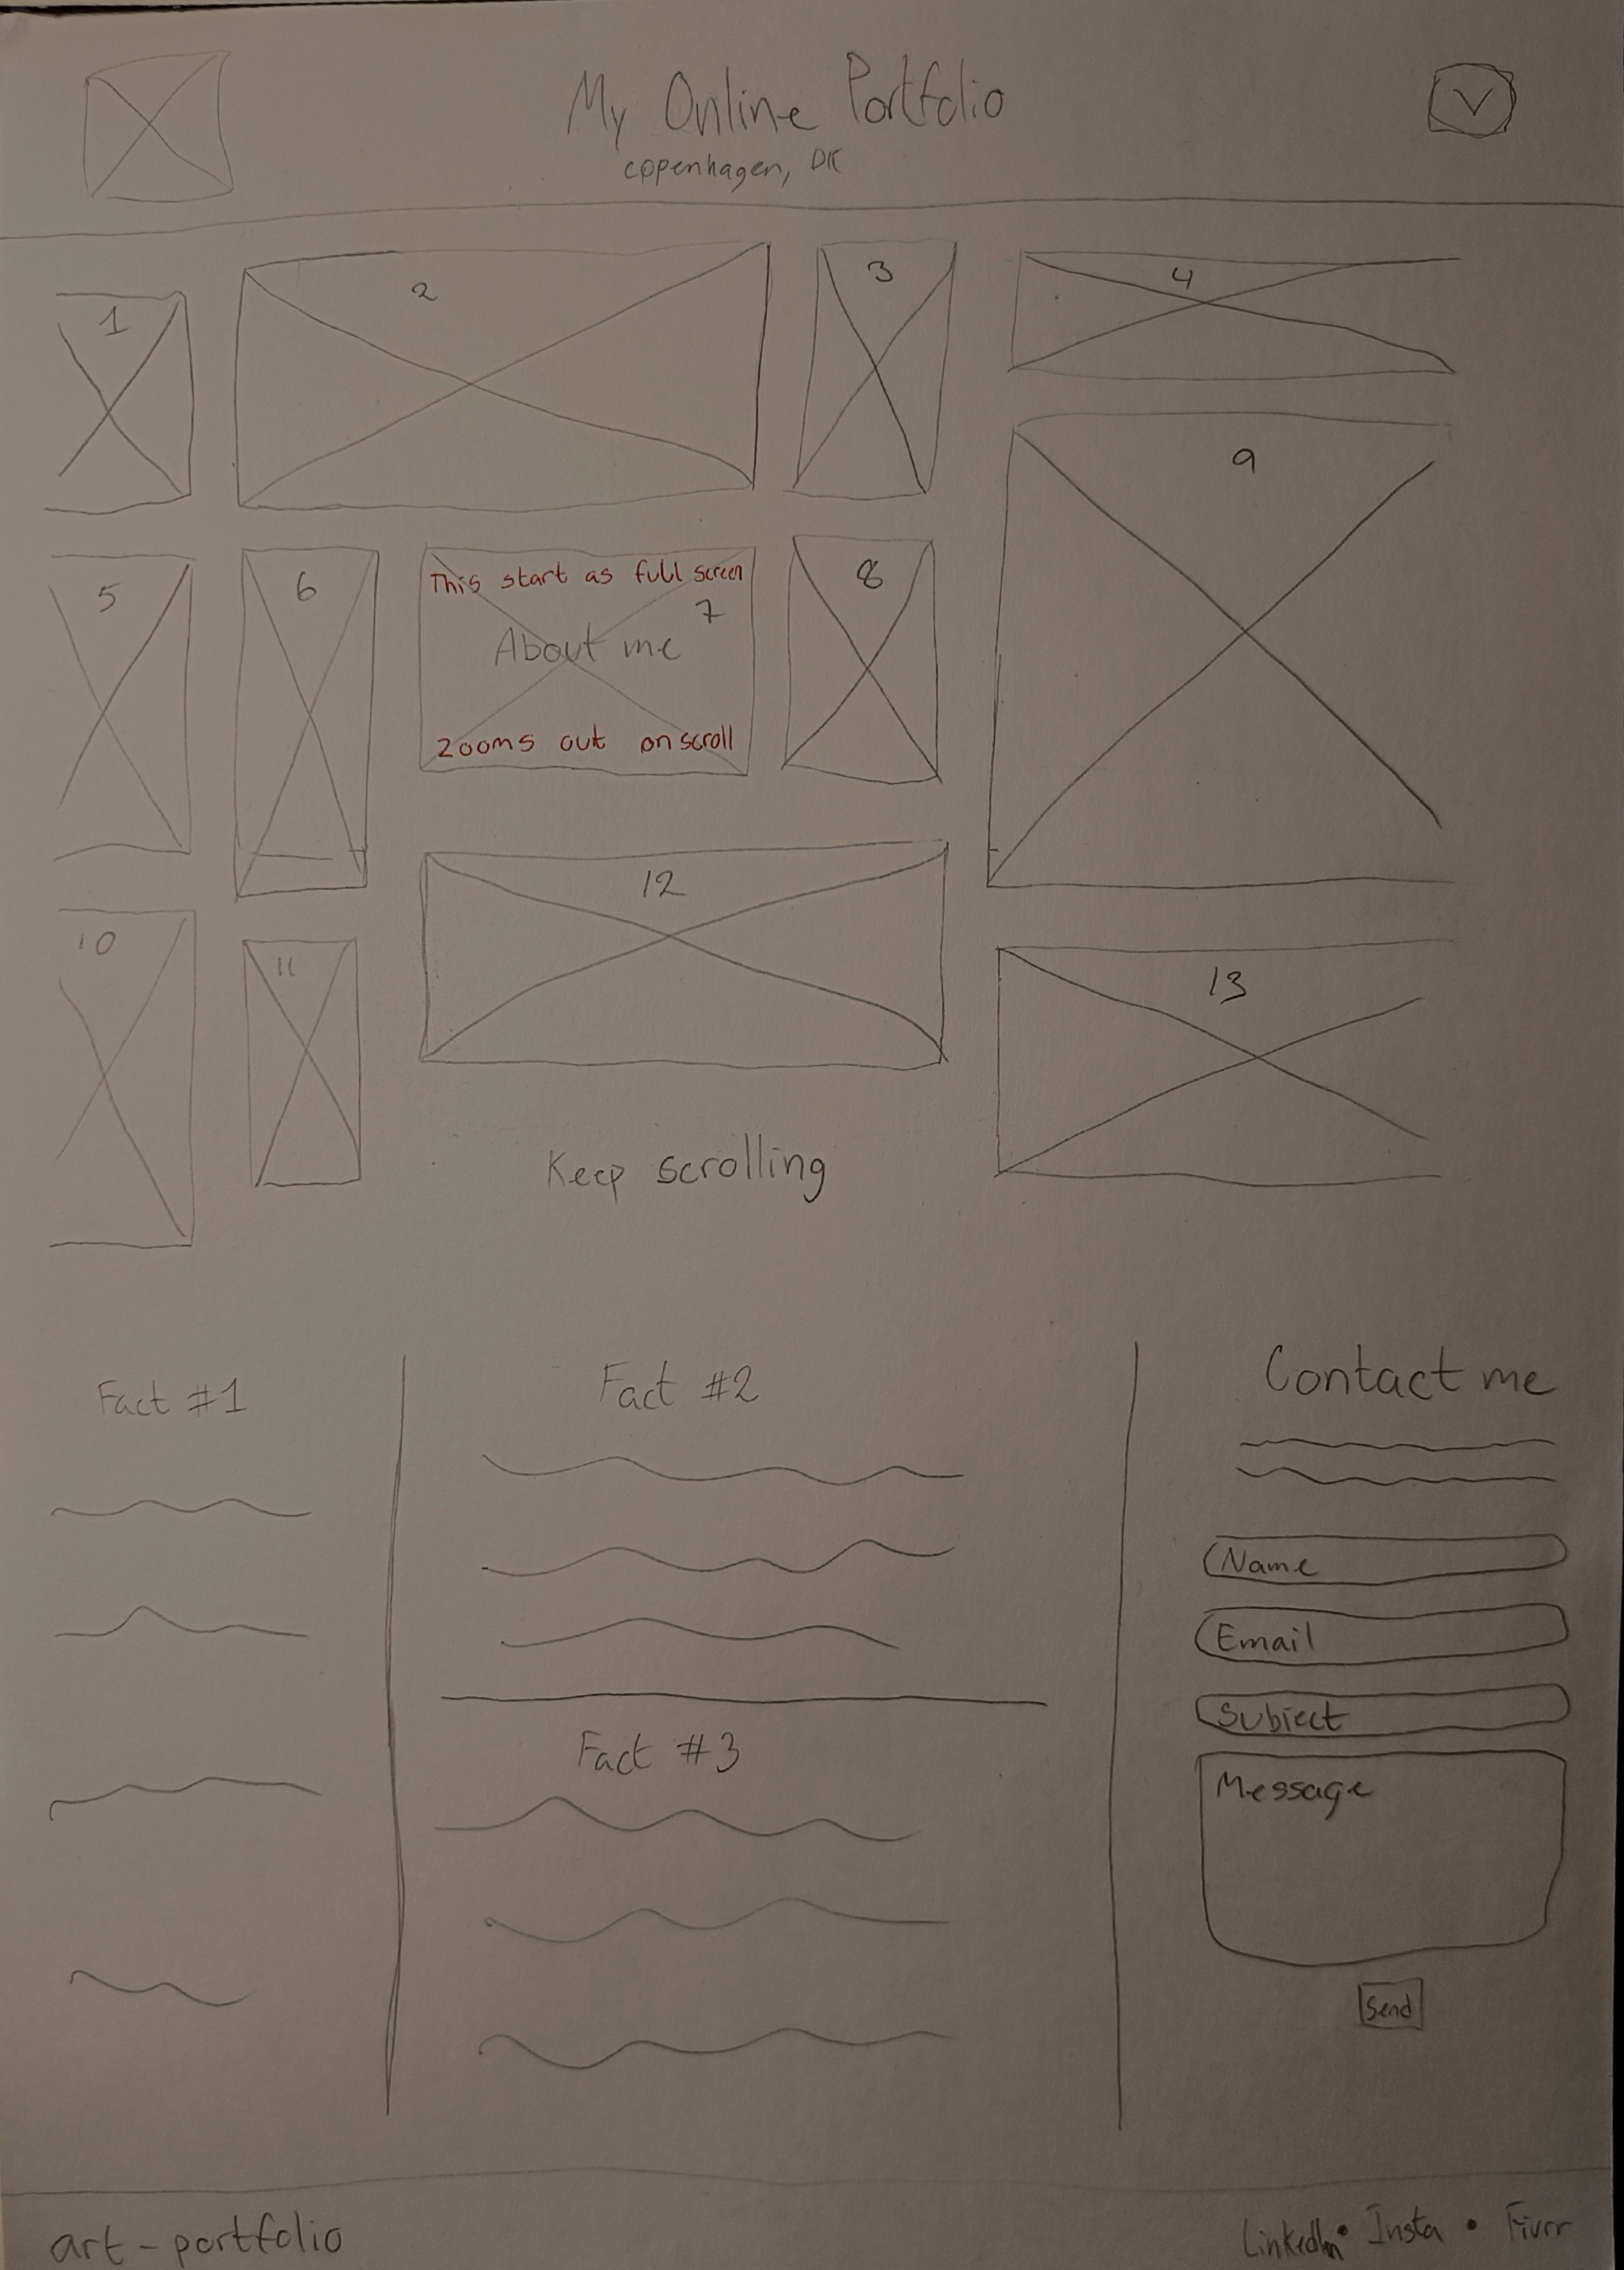 My Online Portfolio
copenhagen, DK
1
2
3
4
5
6
This start as full screen
7
About me
zooms out on scroll
8
9
10
11
12
13
Keep scrolling
Fact #1
Fact #2
Fact #3
Contact me
Name
Email
Subject
Message
Send
art-portfolio
LinkedIn • Insta • Fivrr